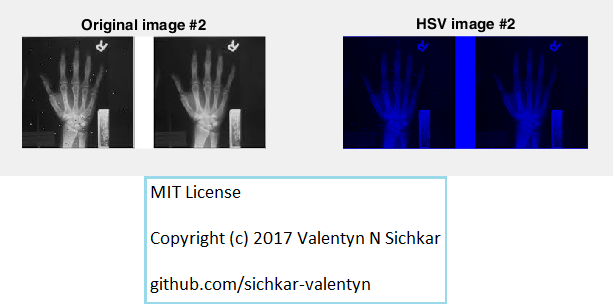 Original image #2
HSV image #2
MIT License
Copyright (c) 2017 Valentyn N Sichkar
github.com/sichkar-valentyn